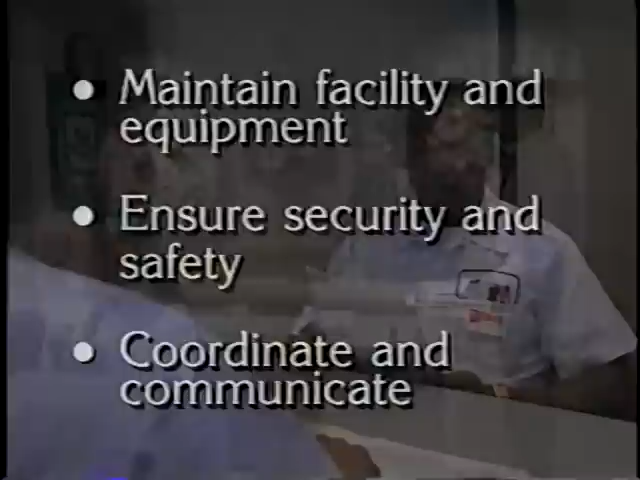 • Maintain facility and
equipment
• Ensure security and
safety
• Coordinate and
communicate